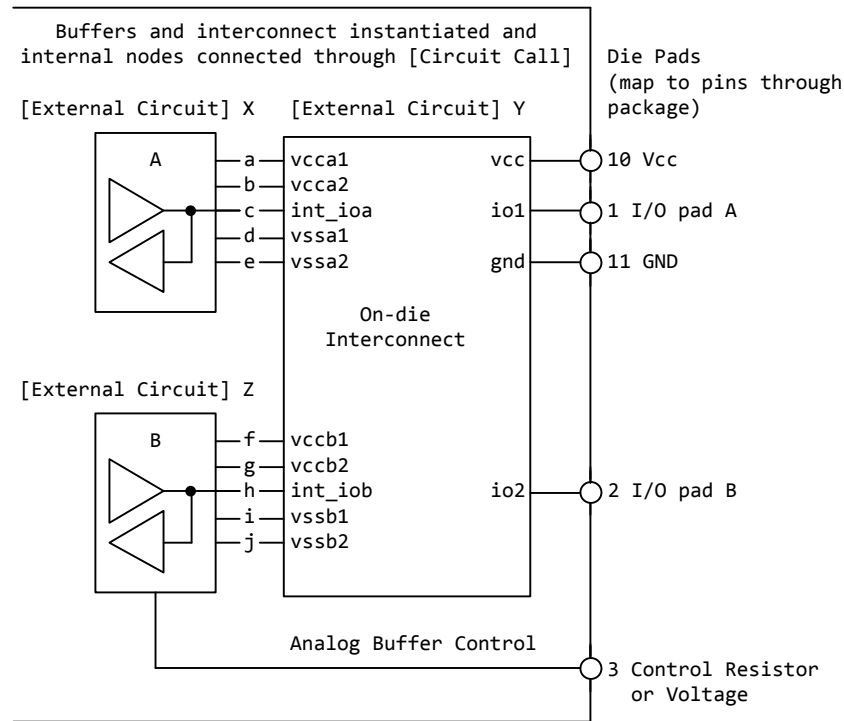 Buffers and interconnect instantiated and
internal nodes connected through [Circuit Call]
Die Pads
(map to pins through
package)
[External Circuit] X
[External Circuit] Y
A
a
vcca1
b
vcca2
c
int_ioa
d
vssa1
e
vssa2
vcc
10 Vcc
io1
1 I/O pad A
gnd
11 GND
On-die
Interconnect
[External Circuit] Z
B
f
vccb1
g
vccb2
h
int_iob
i
vssb1
j
vssb2
io2
2 I/O pad B
Analog Buffer Control
3 Control Resistor
or Voltage